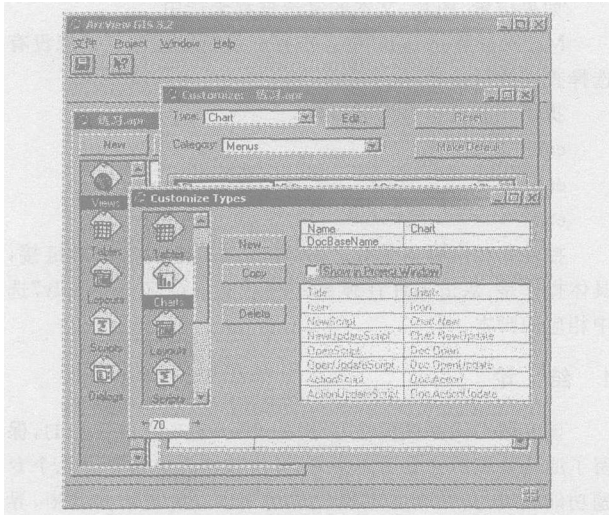 ArcView GIS 3.2
文件 Project Window Help
Customize: 练习.apr
Type: Chart Edit... Reset
Category: Menus Make Default
练习.apr
New
Views
Tables
Layouts
Scripts
Dialogs
Customize Types
Tables
Charts
Layouts
Scripts
70
New...
Copy
Delete
Name Chart
DocBaseName
Show in Project Window
Title Charts
Icon Icon
NewScript Chart.New
NewUpdateScript Chart.NewUpdate
OpenScript Doc.Open
OpenUpdateScript Doc.OpenUpdate
ActionScript Doc.Action
ActionUpdateScript Doc.ActionUpdate